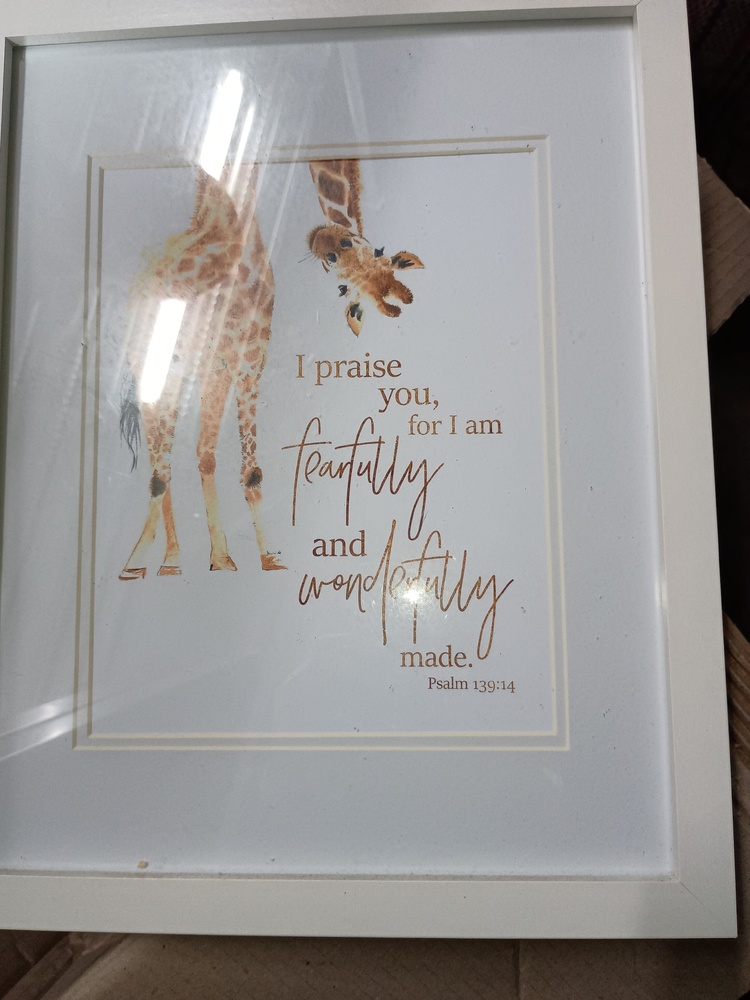 I praise
you,
for I am
fearfully
and
wonderfully
made.
Psalm 139:14